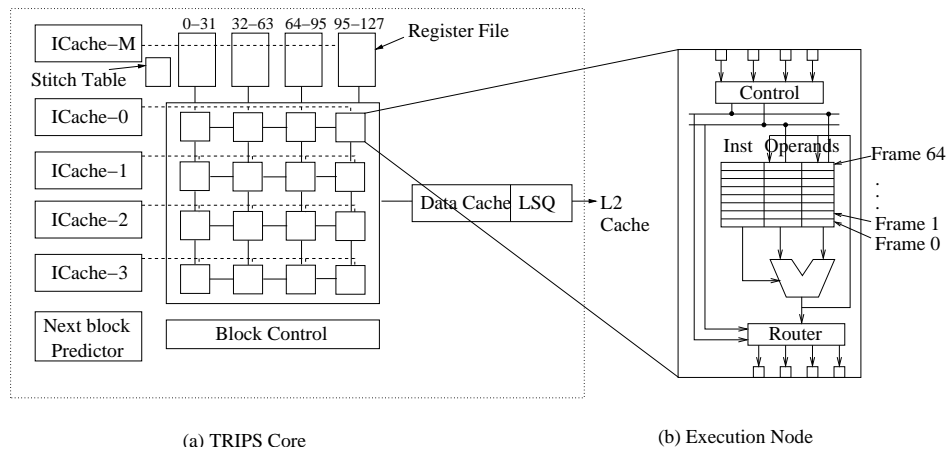 0–31 32–63 64–95 95–127
ICache–M
Register File
Stitch Table
ICache–0
ICache–1
ICache–2
ICache–3
Next block
Predictor
Block Control
Data Cache LSQ
L2
Cache
(a) TRIPS Core
Control
Inst Operands
Frame 64
.
.
.
Frame 1
Frame 0
Router
(b) Execution Node